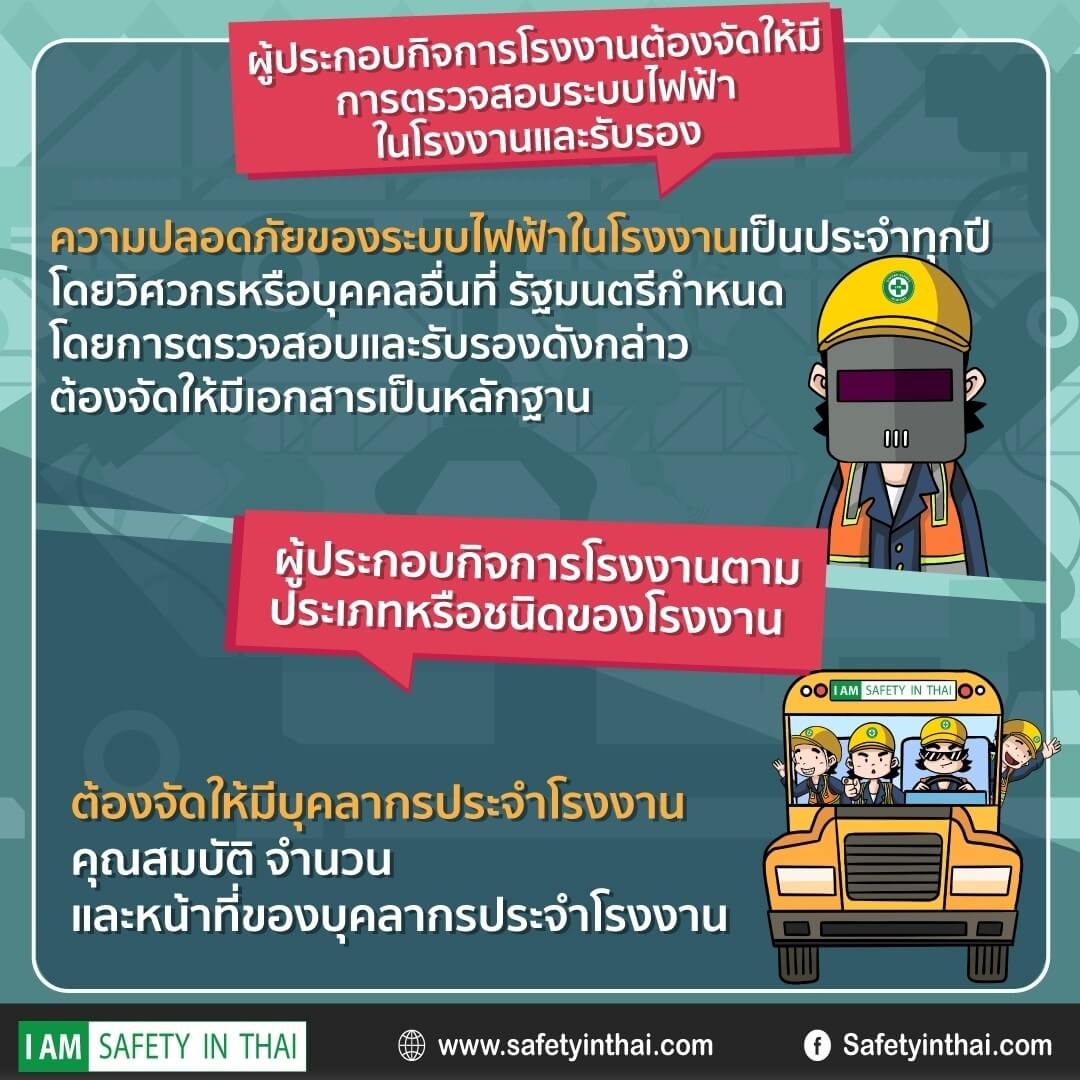 ผู้ประกอบกิจการโรงงานต้องจัดให้มี
การตรวจสอบระบบไฟฟ้า
ในโรงงานและรับรอง
ความปลอดภัยของระบบไฟฟ้าในโรงงานเป็นประจำทุกปี
โดยวิศวกรหรือบุคคลอื่นที่ รัฐมนตรีกำหนด
โดยการตรวจสอบและรับรองดังกล่าว
ต้องจัดให้มีเอกสารเป็นหลักฐาน
ผู้ประกอบกิจการโรงงานตาม
ประเภทหรือชนิดของโรงงาน
I AM SAFETY IN THAI
ต้องจัดให้มีบุคลากรประจำโรงงาน
คุณสมบัติ จำนวน
และหน้าที่ของบุคลากรประจำโรงงาน
I AM SAFETY IN THAI
www.safetyinthai.com
f Safetyinthai.com